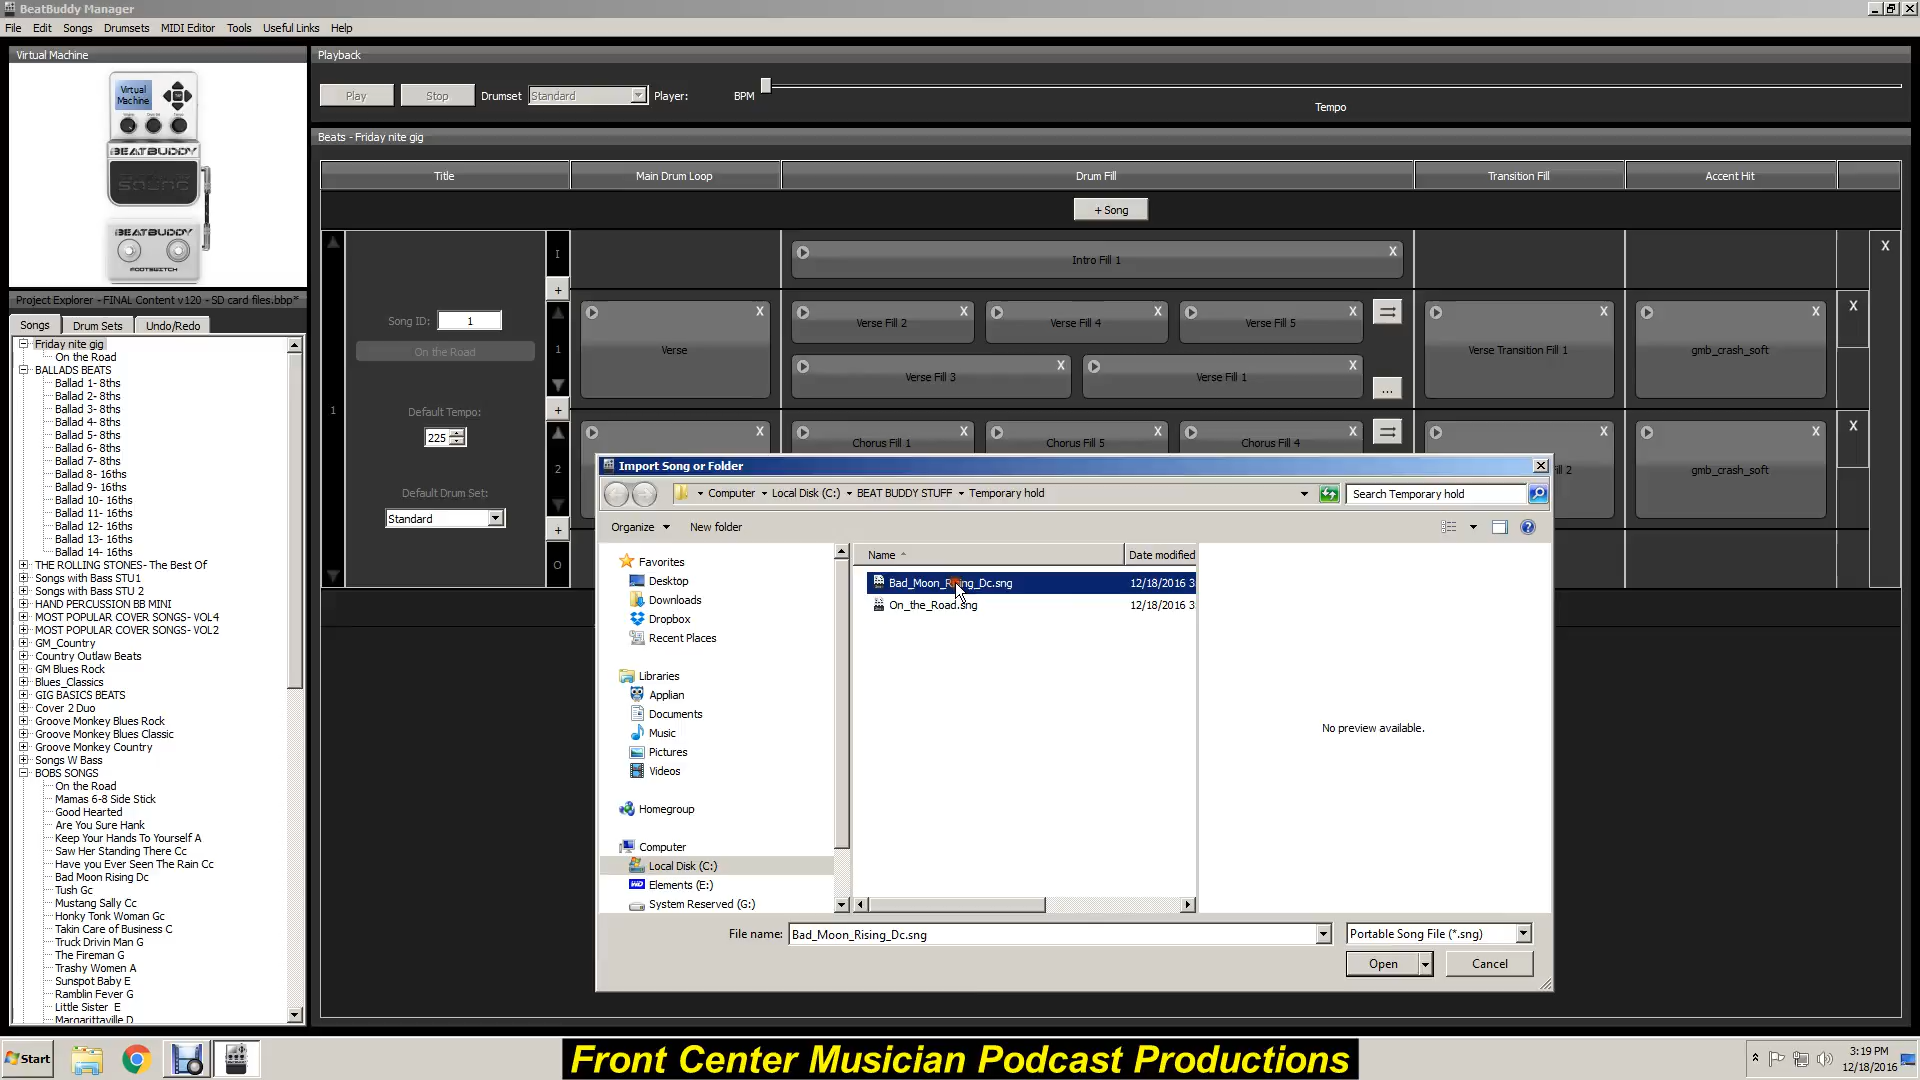 BeatBuddy Manager
File Edit Songs Drumsets MIDI Editor Tools Useful Links Help
Virtual Machine
Virtual
Machine
BEATBUDDY
BEATBUDDY
FOOTSWITCH
Playback
Play Stop Drumset Standard Player: BPM
Tempo
Beats - Friday nite gig
Title Main Drum Loop Drum Fill Transition Fill Accent Hit
+ Song
1
Song ID: 1
On the Road
Default Tempo:
225
Default Drum Set:
Standard
I
+
1
+
2
+
O
Intro Fill 1 X
X
Verse X
Verse Fill 2 X Verse Fill 4 X Verse Fill 5 X
Verse Fill 3 X Verse Fill 1 X ...
Verse Transition Fill 1 X
gmb_crash_soft X
X
X
Chorus Fill 1 X Chorus Fill 5 X Chorus Fill 4 X
Fill 2 X
gmb_crash_soft X
X
Project Explorer - FINAL Content v120 - SD card files.bbp*
Songs Drum Sets Undo/Redo
Friday nite gig
On the Road
BALLADS BEATS
Ballad 1- 8ths
Ballad 2- 8ths
Ballad 3- 8ths
Ballad 4- 8ths
Ballad 5- 8ths
Ballad 6- 8ths
Ballad 7- 8ths
Ballad 8- 16ths
Ballad 9- 16ths
Ballad 10- 16ths
Ballad 11- 16ths
Ballad 12- 16ths
Ballad 13- 16ths
Ballad 14- 16ths
THE ROLLING STONES- The Best Of
Songs with Bass STU1
Songs with Bass STU 2
HAND PERCUSSION BB MINI
MOST POPULAR COVER SONGS- VOL4
MOST POPULAR COVER SONGS- VOL2
GM_Country
Country Outlaw Beats
GM Blues Rock
Blues_Classics
GIG BASICS BEATS
Cover 2 Duo
Groove Monkey Blues Rock
Groove Monkey Blues Classic
Groove Monkey Country
Songs W Bass
BOBS SONGS
On the Road
Mamas 6-8 Side Stick
Good Hearted
Are You Sure Hank
Keep Your Hands To Yourself A
Saw Her Standing There Cc
Have you Ever Seen The Rain Cc
Bad Moon Rising Dc
Tush Gc
Mustang Sally Cc
Honky Tonk Woman Gc
Takin Care of Business C
Truck Drivin Man G
The Fireman G
Trashy Women A
Sunspot Baby E
Ramblin Fever G
Little Sister E
Margarittaville D
Import Song or Folder
Computer Local Disk (C:) BEAT BUDDY STUFF Temporary hold
Search Temporary hold
Organize New folder
Favorites
Desktop
Downloads
Dropbox
Recent Places
Libraries
Applian
Documents
Music
Pictures
Videos
Homegroup
Computer
Local Disk (C:)
Elements (E:)
System Reserved (G:)
Name Date modified
Bad_Moon_Rising_Dc.sng 12/18/2016 3
On_the_Road.sng 12/18/2016 3
No preview available.
File name: Bad_Moon_Rising_Dc.sng Portable Song File (*.sng)
Open Cancel
Start
Front Center Musician Podcast Productions
3:19 PM
12/18/2016